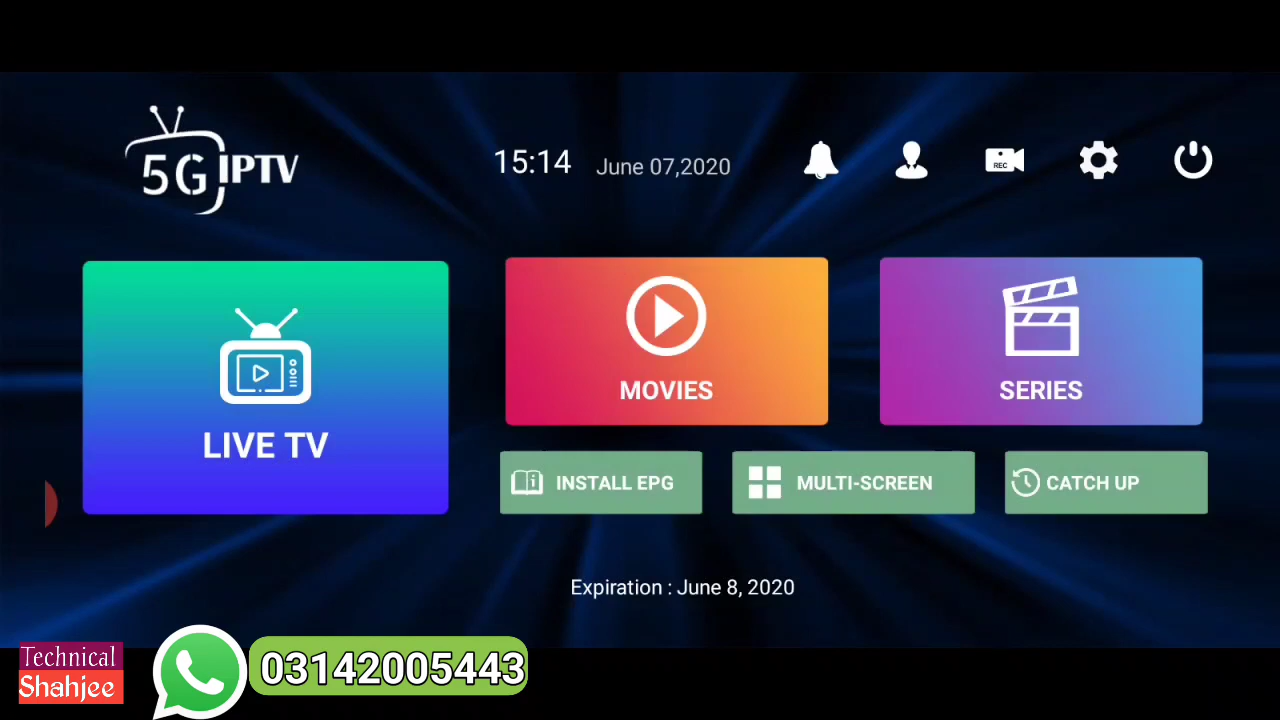 5G IPTV
15:14 June 07,2020
REC
LIVE TV
MOVIES
SERIES
INSTALL EPG
MULTI-SCREEN
CATCH UP
Expiration : June 8, 2020
Technical
Shahjee
03142005443